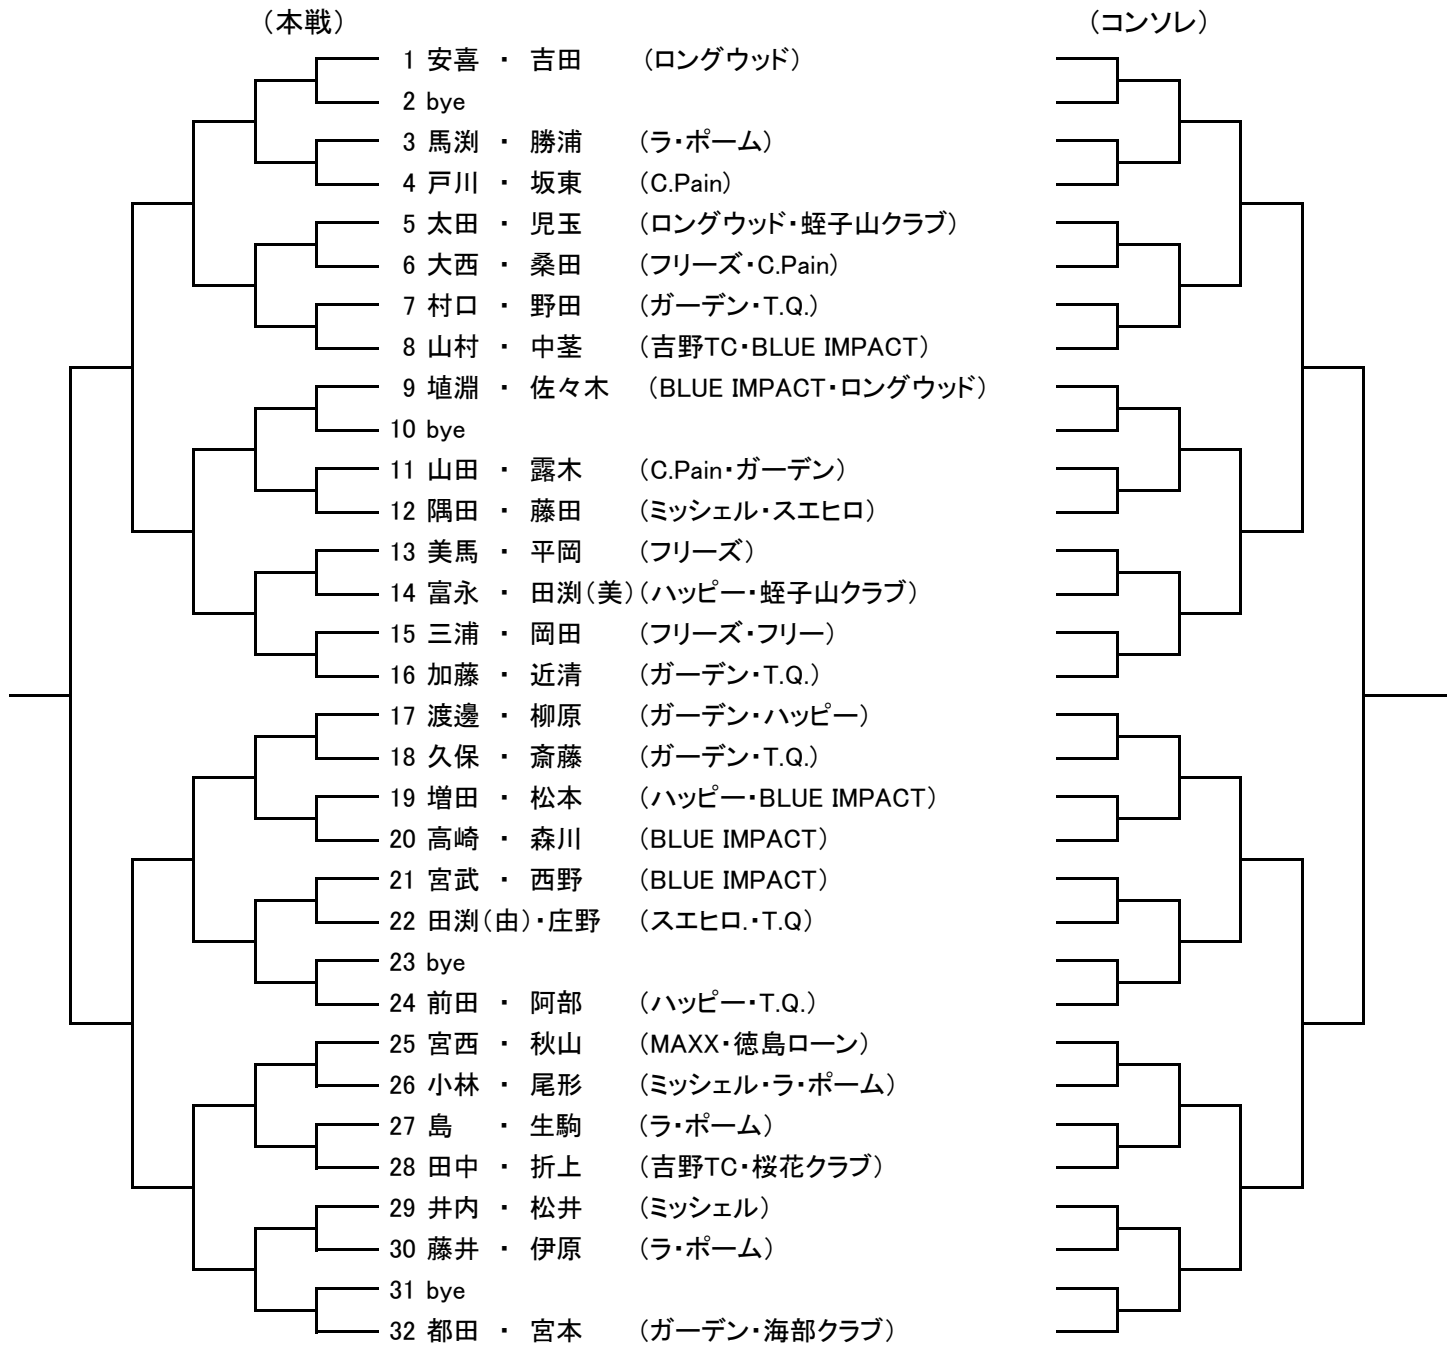 （本戦） （コンソレ）
1 安喜 ・ 吉田 （ロングウッド）
2 bye
3 馬渕 ・ 勝浦 （ラ・ポーム）
4 戸川 ・ 坂東 （C.Pain）
5 太田 ・ 児玉 （ロングウッド・蛭子山クラブ）
6 大西 ・ 桑田 （フリーズ・C.Pain）
7 村口 ・ 野田 （ガーデン・T.Q.）
8 山村 ・ 中茎 （吉野TC・BLUE IMPACT）
9 埴淵 ・ 佐々木 （BLUE IMPACT・ロングウッド）
10 bye
11 山田 ・ 露木 （C.Pain・ガーデン）
12 隅田 ・ 藤田 （ミッシェル・スエヒロ）
13 美馬 ・ 平岡 （フリーズ）
14 富永 ・ 田渕（美）（ハッピー・蛭子山クラブ）
15 三浦 ・ 岡田 （フリーズ・フリー）
16 加藤 ・ 近清 （ガーデン・T.Q.）
17 渡邊 ・ 柳原 （ガーデン・ハッピー）
18 久保 ・ 斎藤 （ガーデン・T.Q.）
19 増田 ・ 松本 （ハッピー・BLUE IMPACT）
20 高崎 ・ 森川 （BLUE IMPACT）
21 宮武 ・ 西野 （BLUE IMPACT）
22 田渕（由）・庄野 （スエヒロ.・T.Q）
23 bye
24 前田 ・ 阿部 （ハッピー・T.Q.）
25 宮西 ・ 秋山 （MAXX・徳島ローン）
26 小林 ・ 尾形 （ミッシェル・ラ・ポーム）
27 島 ・ 生駒 （ラ・ポーム）
28 田中 ・ 折上 （吉野TC・桜花クラブ）
29 井内 ・ 松井 （ミッシェル）
30 藤井 ・ 伊原 （ラ・ポーム）
31 bye
32 都田 ・ 宮本 （ガーデン・海部クラブ）